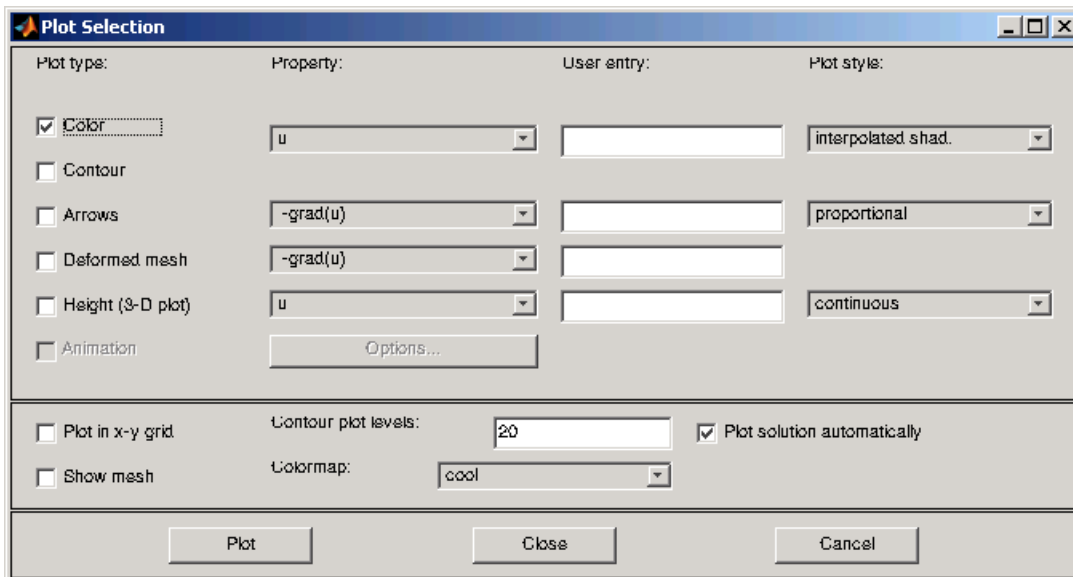 Plot Selection
Plot type: Property: User entry: Plot style:
Color u interpolated shad.
Contour
Arrows -grad(u) proportional
Deformed mesh -grad(u)
Height (3-D plot) u continuous
Animation Options...
Plot in x-y grid Contour plot levels: 20 Plot solution automatically
Show mesh Colormap: cool
Plot Close Cancel